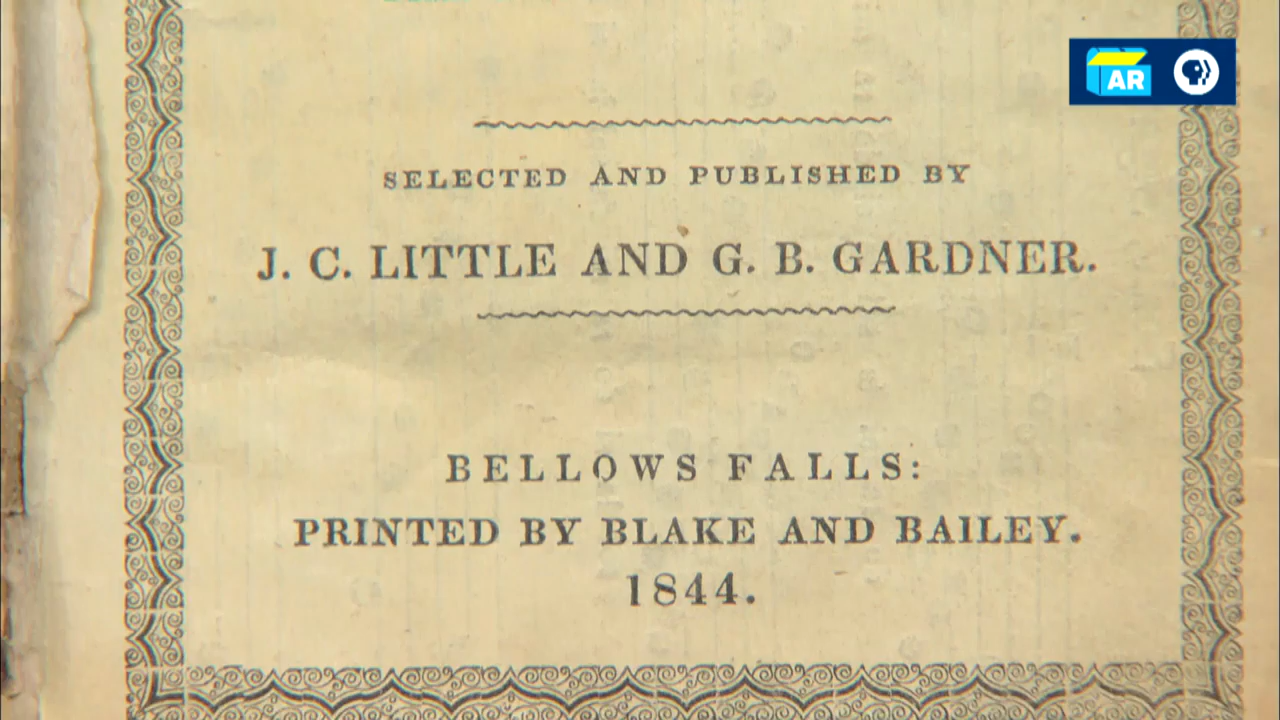 AR
SELECTED AND PUBLISHED BY
J. C. LITTLE AND G. B. GARDNER.
BELLOWS FALLS:
PRINTED BY BLAKE AND BAILEY.
1844.